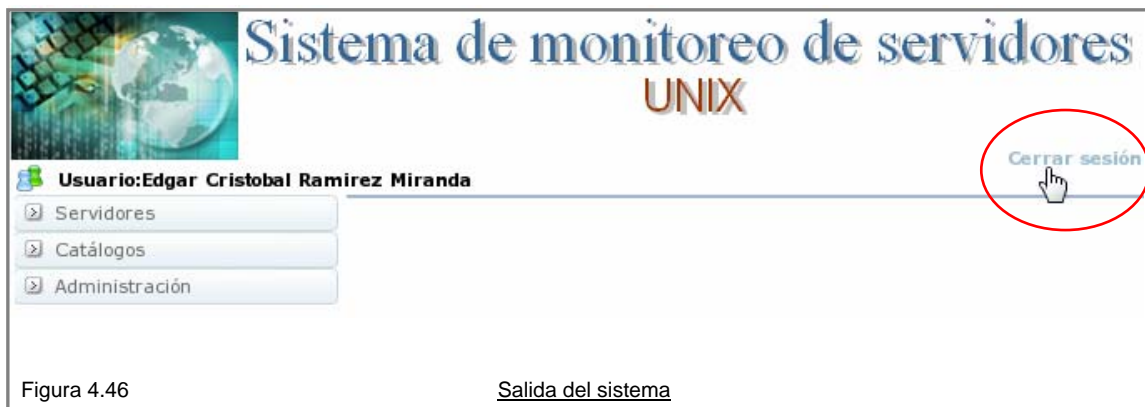 Sistema de monitoreo de servidores
UNIX
Cerrar sesión
Usuario:Edgar Cristobal Ramirez Miranda
Servidores
Catálogos
Administración
Figura 4.46 Salida del sistema